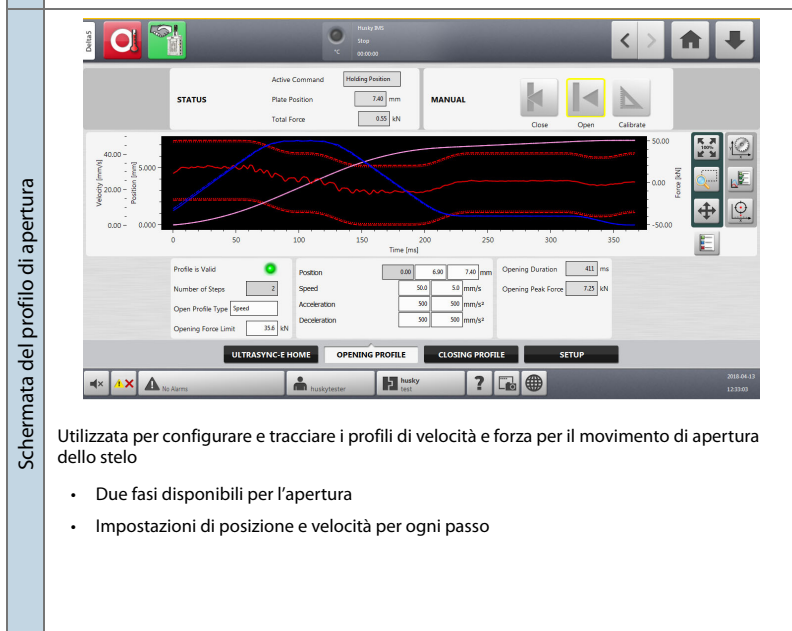 Schermata del profilo di apertura
Delta5
Husky IMS
Stop
°C 00:00:00
STATUS
Active Command Holding Position
Plate Position 7.40 mm
Total Force 0.55 kN
MANUAL
Close Open Calibrate
Velocity [mm/s]
40.00
20.00
0.00
Position [mm]
5.000
0.000
50.00
0.00
-50.00
Force [kN]
100%
0 50 100 150 200 250 300 350
Time [ms]
Profile is Valid
Number of Steps 2
Open Profile Type Speed
Opening Force Limit 35.6 kN
Position 0.00 6.90 7.40 mm
Speed 50.0 5.0 mm/s
Acceleration 500 500 mm/s²
Deceleration 500 500 mm/s²
Opening Duration 411 ms
Opening Peak Force 7.25 kN
ULTRASYNC-E HOME OPENING PROFILE CLOSING PROFILE SETUP
No Alarms
huskytester
husky
test
?
2019-04-13
12:33:03
Utilizzata per configurare e tracciare i profili di velocità e forza per il movimento di apertura
dello stelo
• Due fasi disponibili per l'apertura
• Impostazioni di posizione e velocità per ogni passo